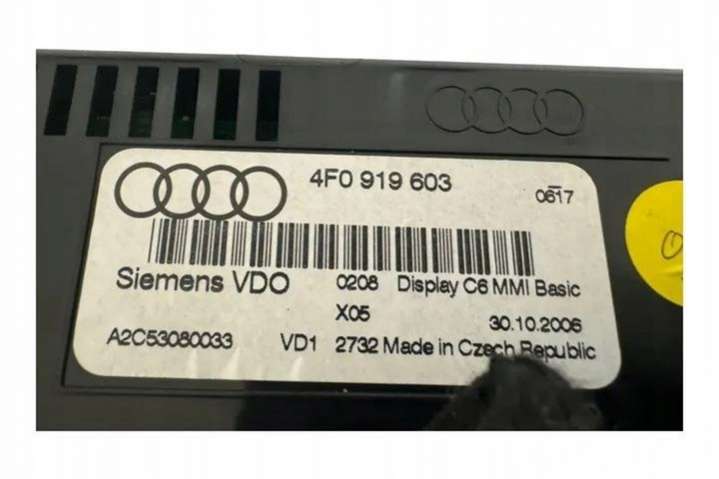 4F0 919 603
0617
Siemens VDO 0208 Display C6 MMI Basic
X05 30.10.2006
A2C53080033 VD1 2732 Made in Czech Republic